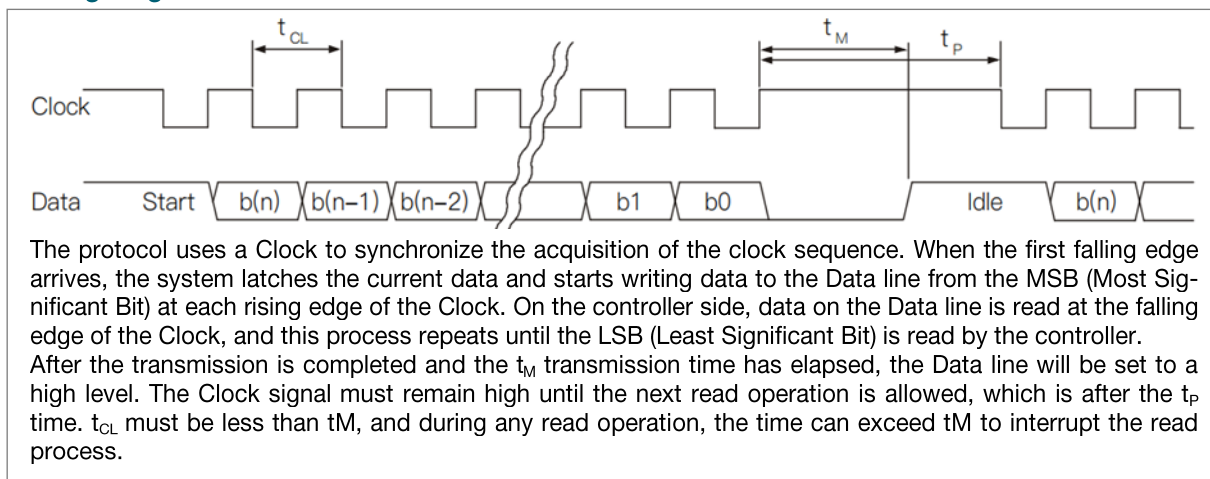 t CL
t M
t P
Clock
Data Start b(n) b(n–1) b(n–2) b1 b0 Idle b(n)
The protocol uses a Clock to synchronize the acquisition of the clock sequence. When the first falling edge
arrives, the system latches the current data and starts writing data to the Data line from the MSB (Most Sig-
nificant Bit) at each rising edge of the Clock. On the controller side, data on the Data line is read at the falling
edge of the Clock, and this process repeats until the LSB (Least Significant Bit) is read by the controller.
After the transmission is completed and the tM transmission time has elapsed, the Data line will be set to a
high level. The Clock signal must remain high until the next read operation is allowed, which is after the tP
time. tCL must be less than tM, and during any read operation, the time can exceed tM to interrupt the read
process.